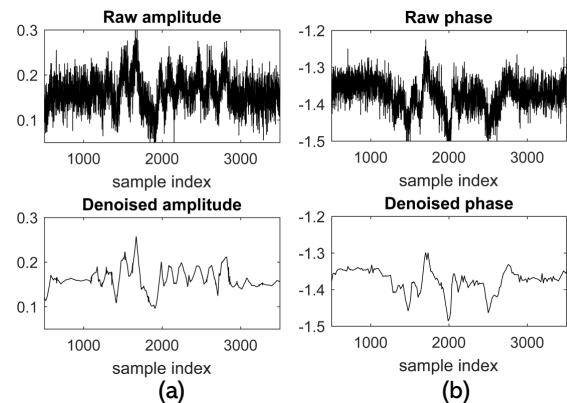 Raw amplitude
0.3
0.2
0.1
1000 2000 3000
sample index
Raw phase
-1.2
-1.3
-1.4
-1.5
1000 2000 3000
sample index
Denoised amplitude
0.3
0.2
0.1
1000 2000 3000
sample index
(a)
Denoised phase
-1.2
-1.3
-1.4
-1.5
1000 2000 3000
sample index
(b)